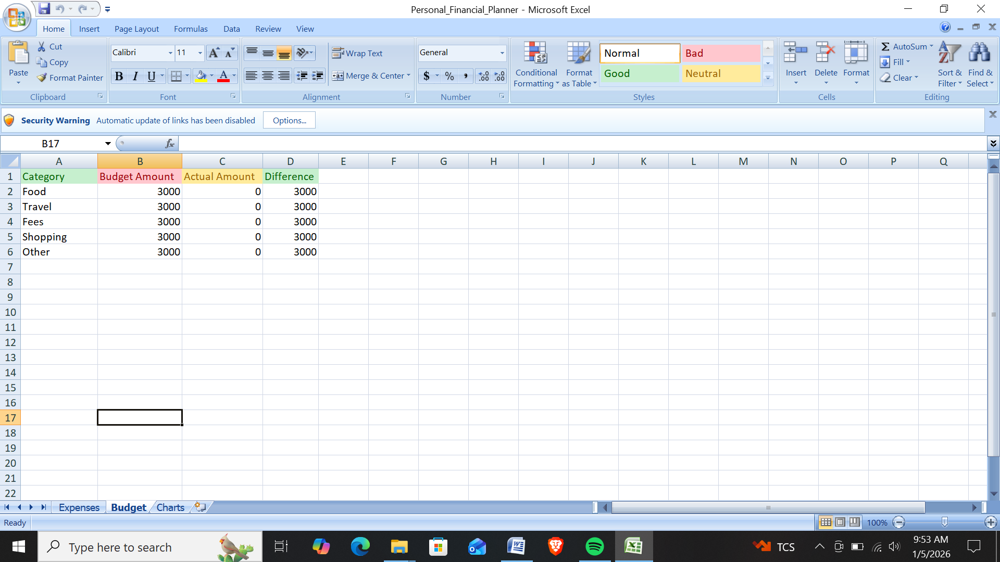 Personal_Financial_Planner - Microsoft Excel
Home Insert Page Layout Formulas Data Review View
Paste Cut Copy Format Painter Clipboard
Calibri 11 B I U A A A Font
Wrap Text Merge & Center Alignment
General $ % , .00 .0 Number
Conditional Formatting Format as Table Normal Bad Good Neutral Styles
Insert Delete Format Cells
Σ AutoSum Fill Clear Sort & Filter Find & Select Editing
Security Warning Automatic update of links has been disabled Options...
B17 fx
A B C D E F G H I J K L M N O P Q
1 Category Budget Amount Actual Amount Difference
2 Food 3000 0 3000
3 Travel 3000 0 3000
4 Fees 3000 0 3000
5 Shopping 3000 0 3000
6 Other 3000 0 3000
7
8
9
10
11
12
13
14
15
16
17
18
19
20
21
22
Expenses Budget Charts
Ready 100%
Type here to search TCS 9:53 AM
1/5/2026